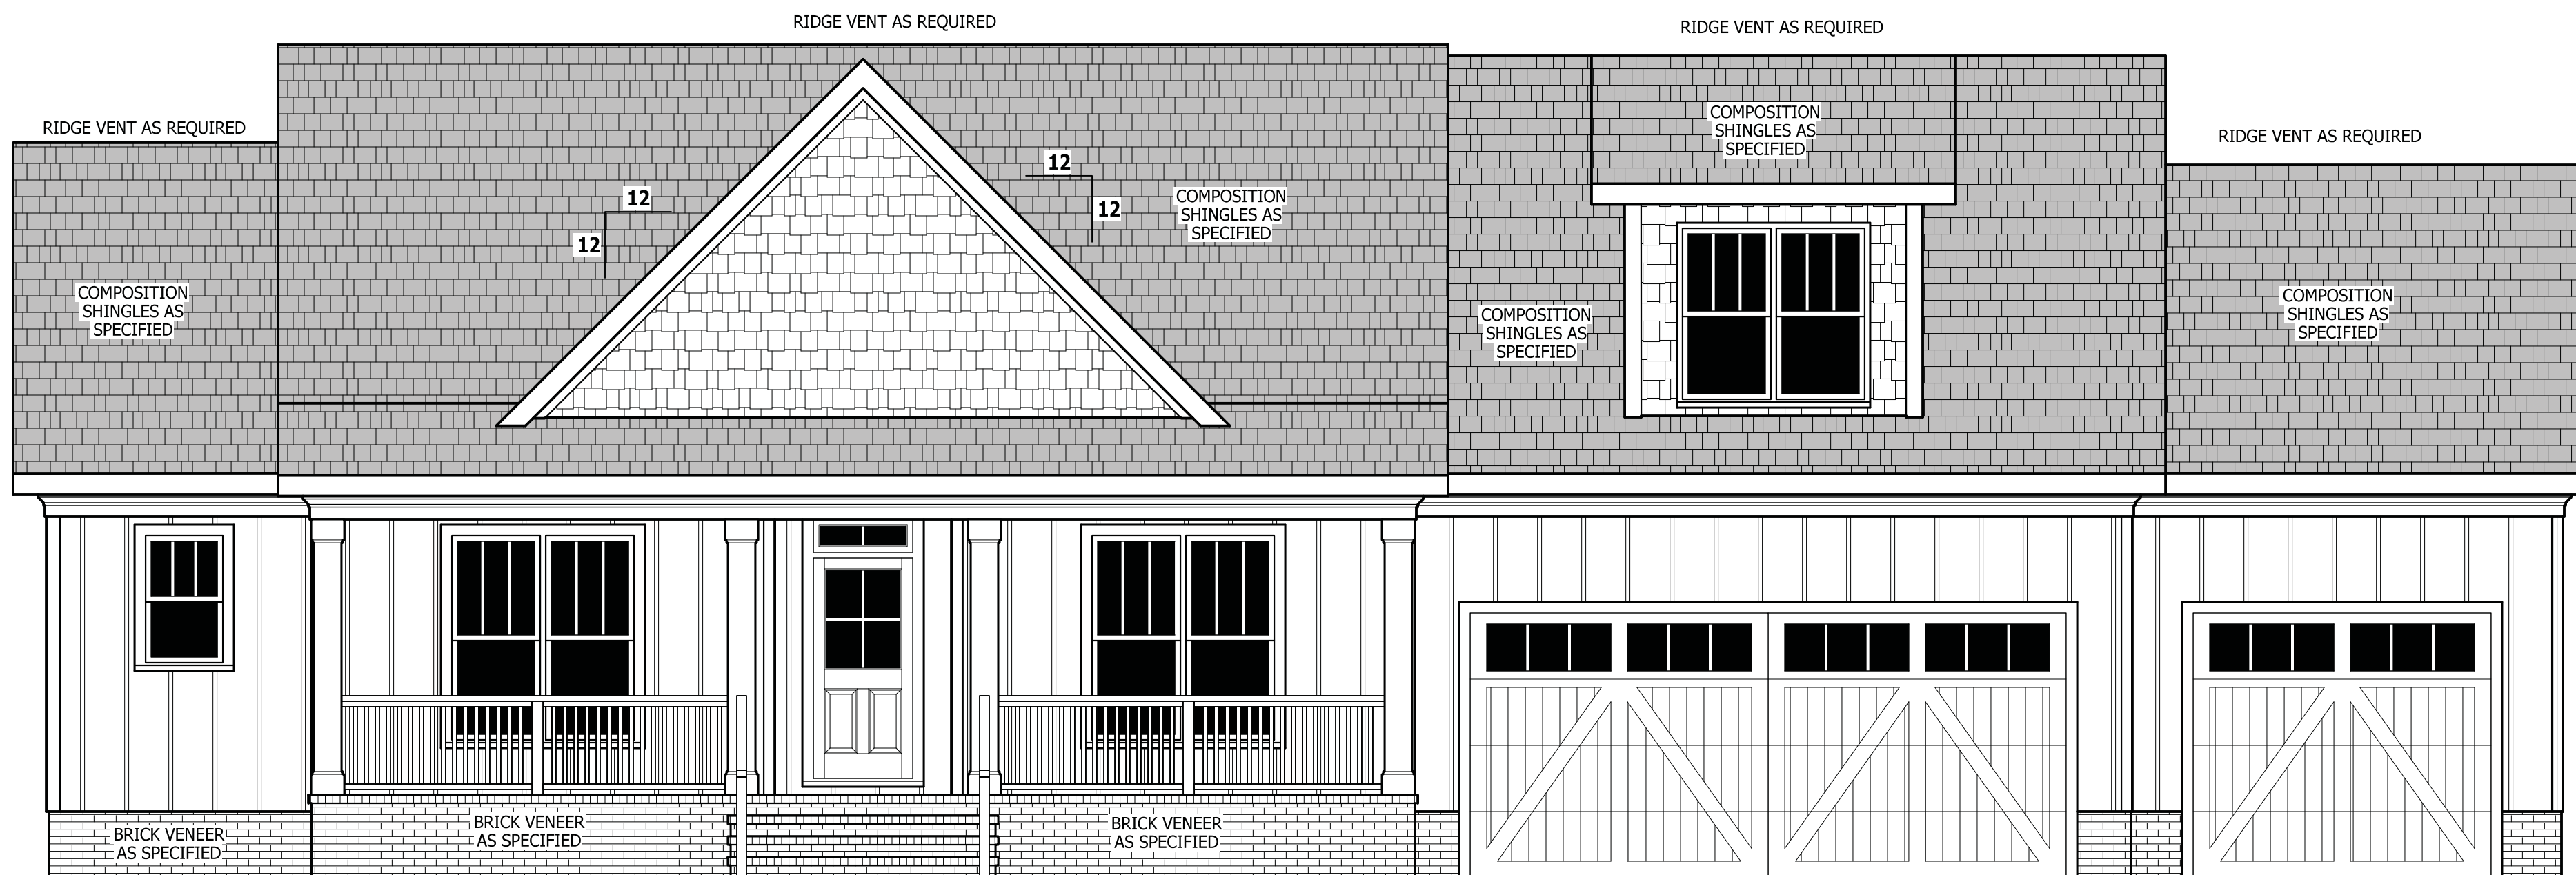 RIDGE VENT AS REQUIRED
RIDGE VENT AS REQUIRED
RIDGE VENT AS REQUIRED
RIDGE VENT AS REQUIRED
COMPOSITION
SHINGLES AS
SPECIFIED
12
12
12
12
COMPOSITION
SHINGLES AS
SPECIFIED
COMPOSITION
SHINGLES AS
SPECIFIED
COMPOSITION
SHINGLES AS
SPECIFIED
COMPOSITION
SHINGLES AS
SPECIFIED
BRICK VENEER
AS SPECIFIED
BRICK VENEER
AS SPECIFIED
BRICK VENEER
AS SPECIFIED